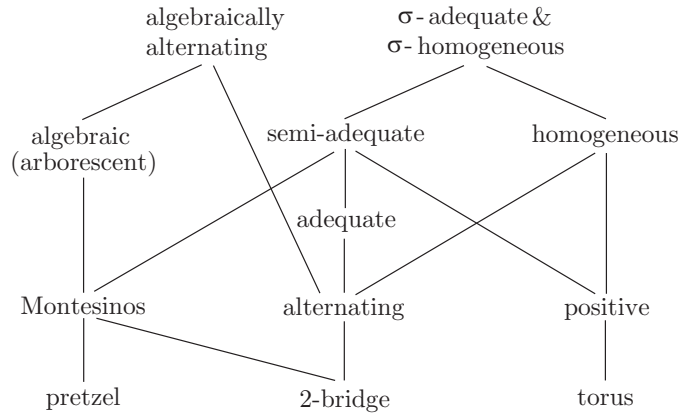 algebraically
alternating
σ-adequate &
σ-homogeneous
algebraic
(arborescent)
semi-adequate
homogeneous
adequate
Montesinos
alternating
positive
pretzel
2-bridge
torus